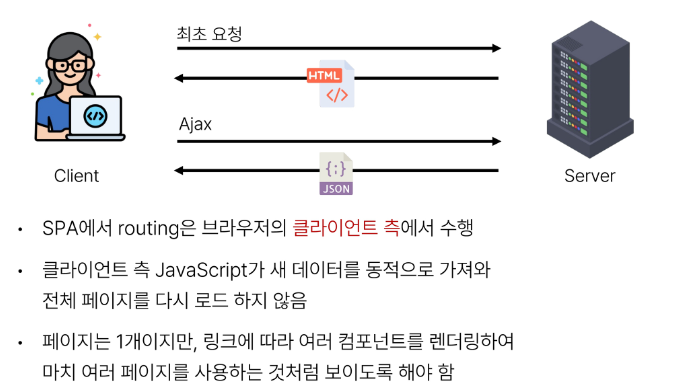 최초 요청
HTML
</>
</>
Ajax
{;}
JSON
Client
Server
• SPA에서 routing은 브라우저의 클라이언트 측에서 수행
• 클라이언트 측 JavaScript가 새 데이터를 동적으로 가져와
전체 페이지를 다시 로드 하지 않음
• 페이지는 1개이지만, 링크에 따라 여러 컴포넌트를 렌더링하여
마치 여러 페이지를 사용하는 것처럼 보이도록 해야 함